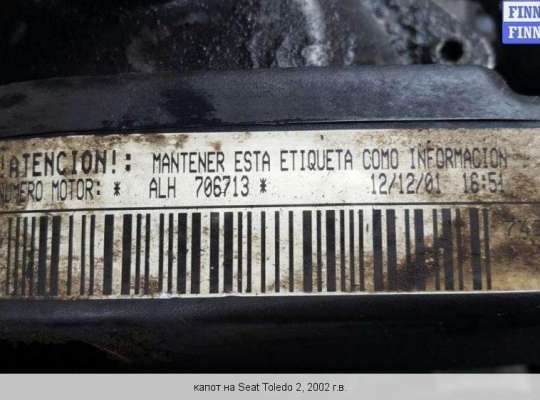 FINN
FINN
!ATENCION!: MANTENER ESTA ETIQUETA COMO INFORMACION
NUMERO MOTOR: * ALH 706713 * 12/12/01 16:51
капот на Seat Toledo 2, 2002 г.в.